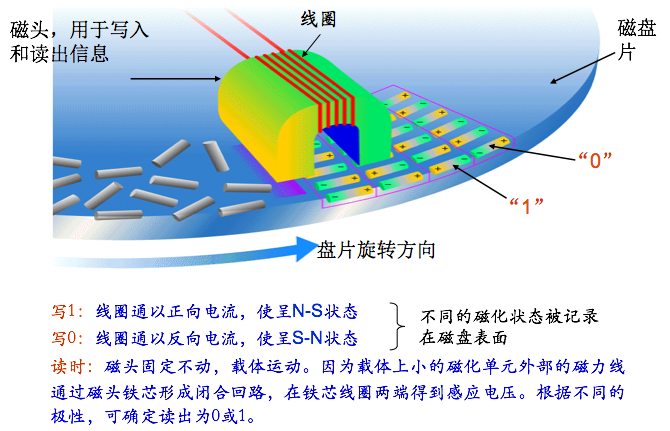 磁头，用于写入
和读出信息
线圈
磁盘
片
“0”
“1”
盘片旋转方向
写1：线圈通以正向电流，使呈N-S状态
写0：线圈通以反向电流，使呈S-N状态
不同的磁化状态被记录
在磁盘表面
读时：磁头固定不动，载体运动。因为载体上小的磁化单元外部的磁力线
通过磁头铁芯形成闭合回路，在铁芯线圈两端得到感应电压。根据不同的
极性，可确定读出为0或1。